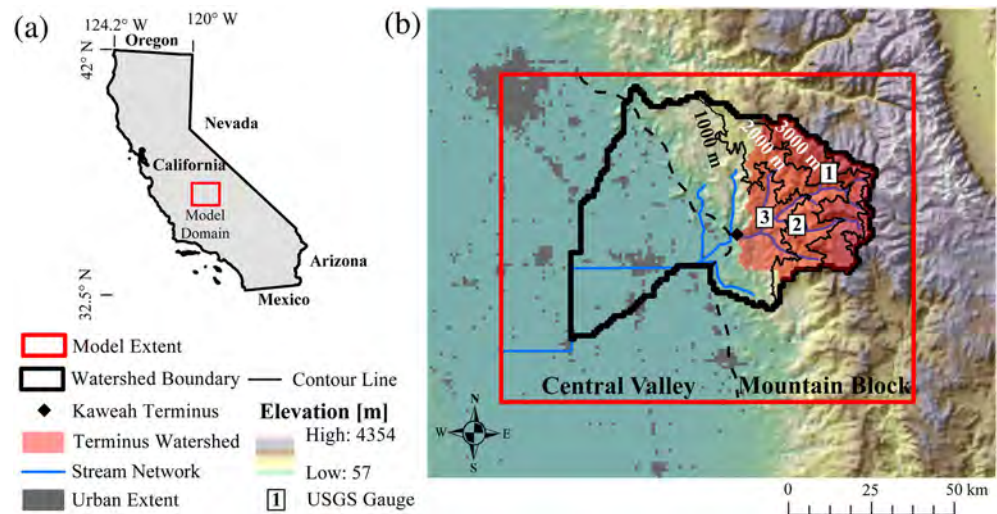 (a)
124.2° W
120° W
42° N
Oregon
Nevada
California
Model
Domain
Arizona
Mexico
32.5° N
Model Extent
Watershed Boundary
Kaweah Terminus
Terminus Watershed
Stream Network
Urban Extent
Contour Line
Elevation [m]
High: 4354
Low: 57
1 USGS Gauge
(b)
1000 m
2000 m
3000 m
1
2
3
Central Valley
Mountain Block
N
W E
S
0 25 50 km